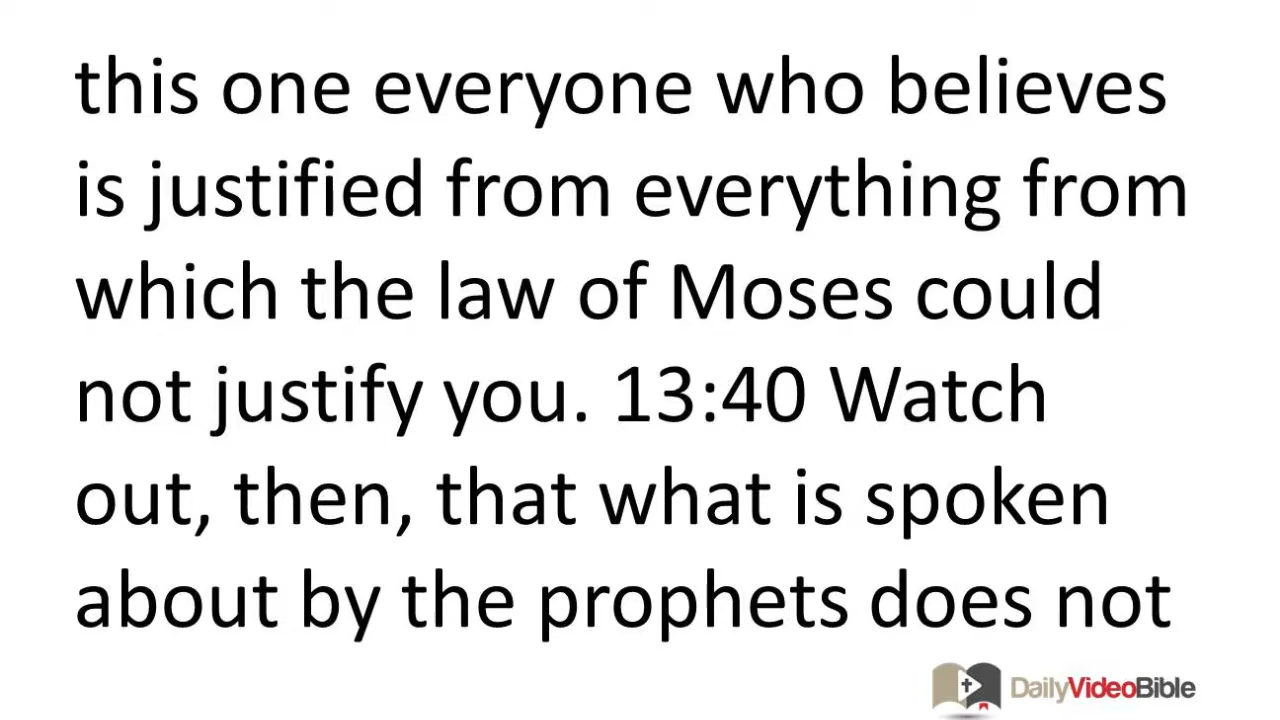 this one everyone who believes
is justified from everything from
which the law of Moses could
not justify you. 13:40 Watch
out, then, that what is spoken
about by the prophets does not
DailyVideoBible